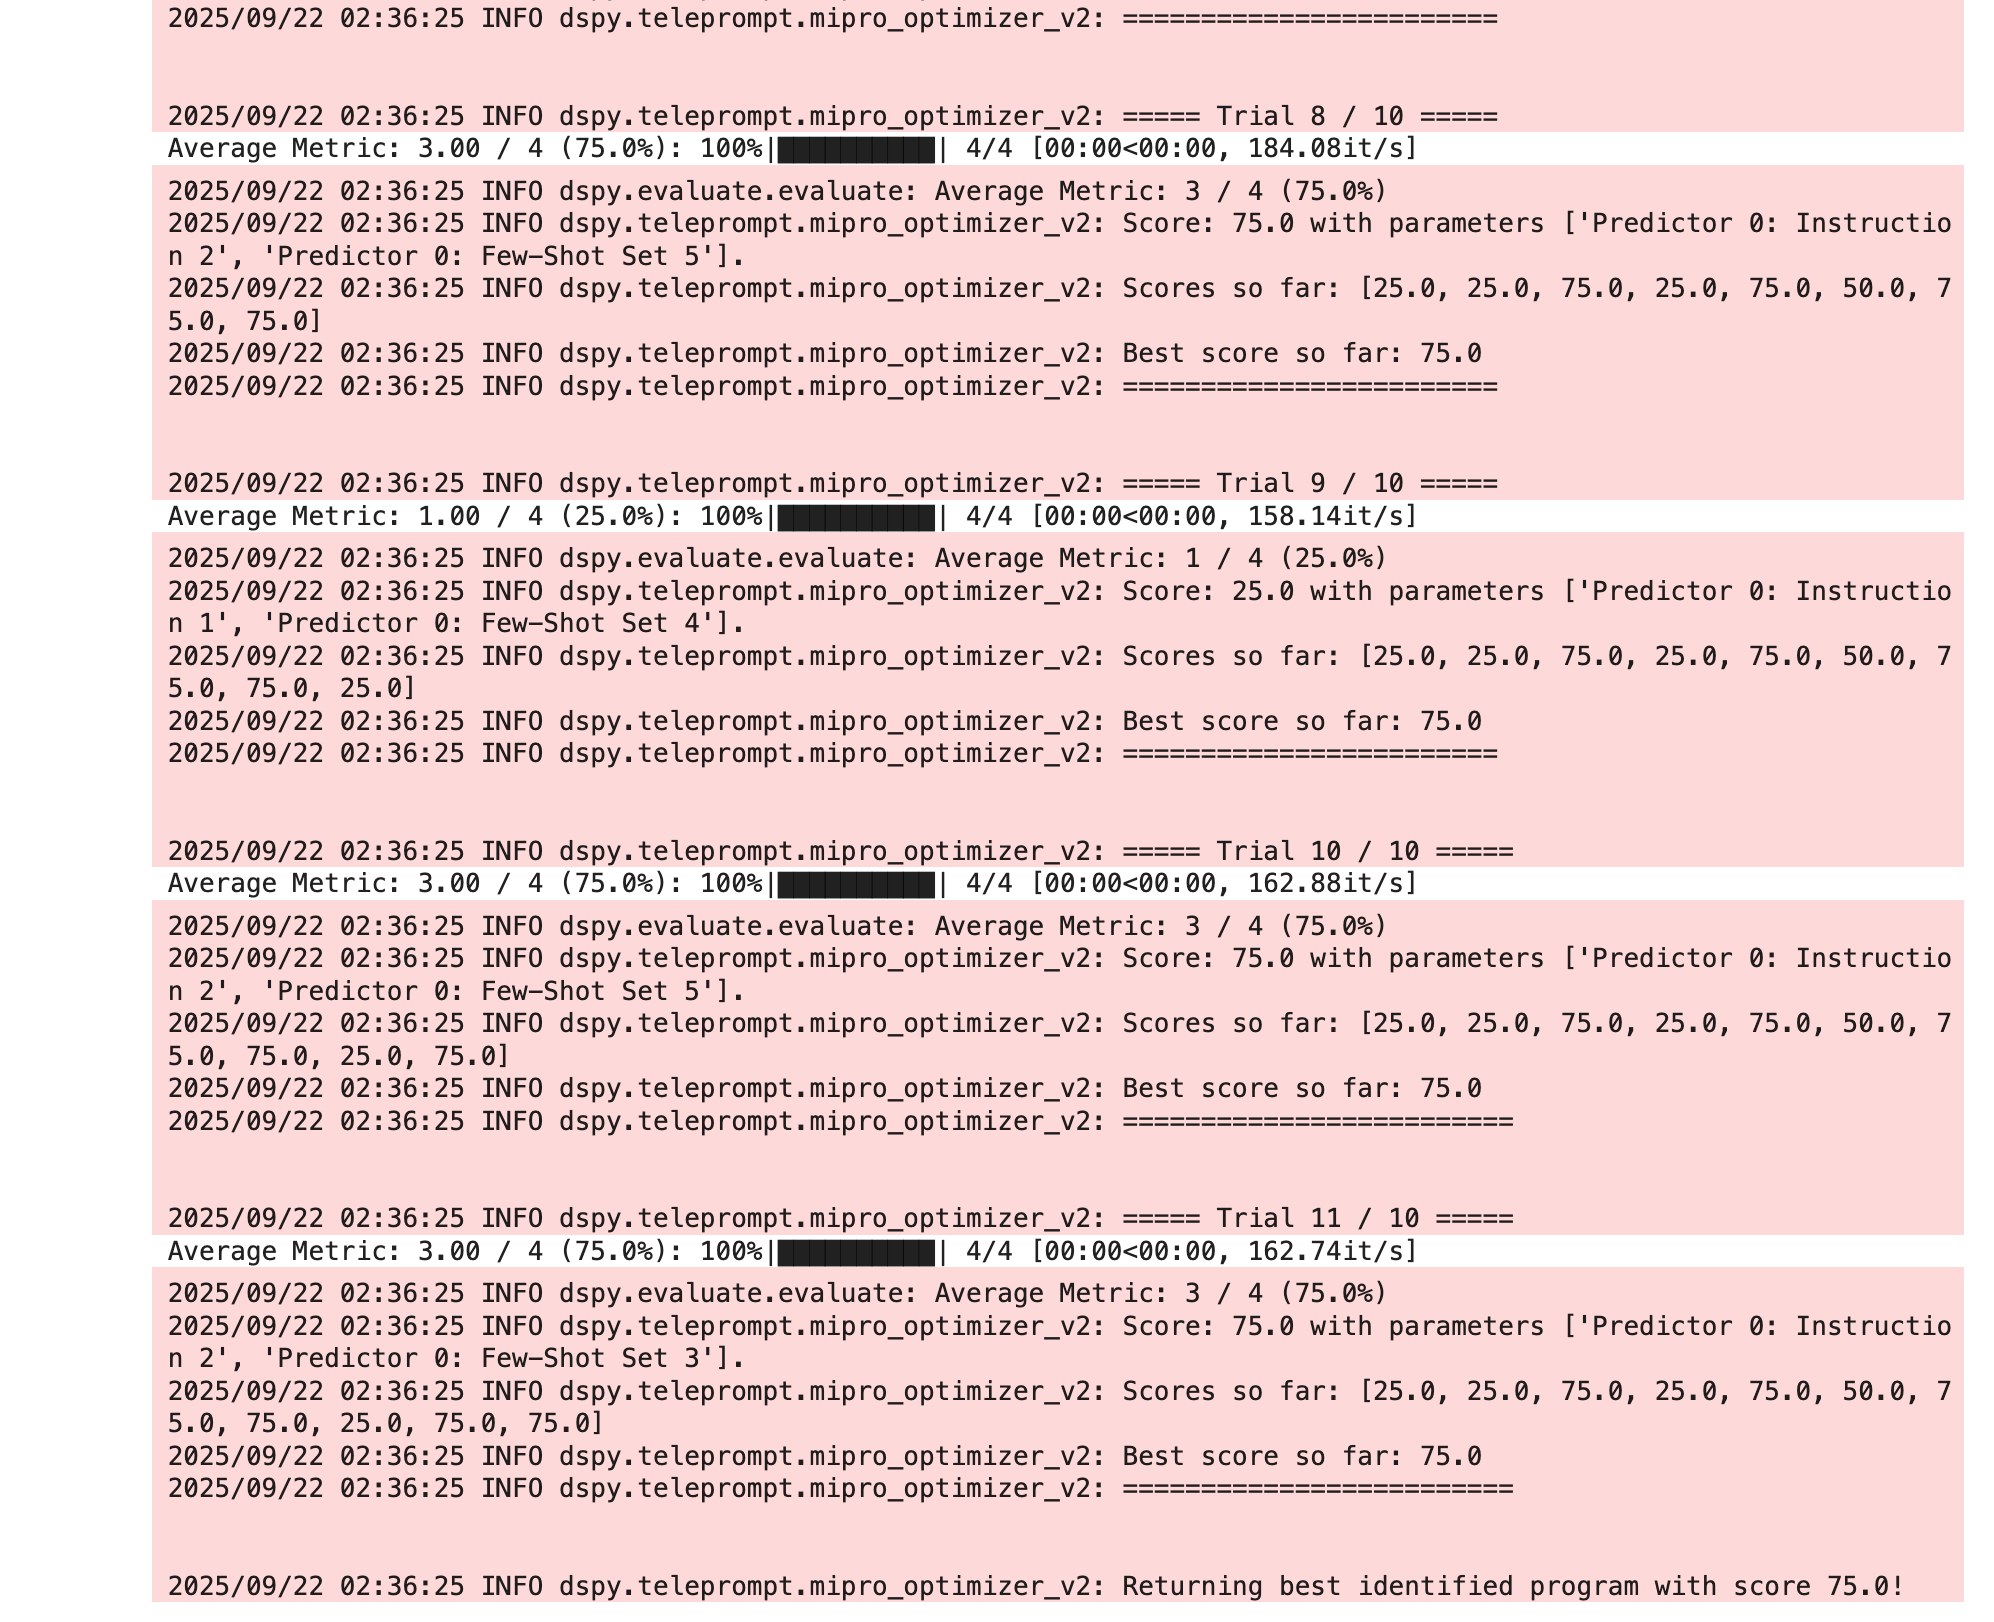 2025/09/22 02:36:25 INFO dspy.teleprompt.mipro_optimizer_v2: ========================
2025/09/22 02:36:25 INFO dspy.teleprompt.mipro_optimizer_v2: ===== Trial 8 / 10 =====
Average Metric: 3.00 / 4 (75.0%): 100%|██████████| 4/4 [00:00<00:00, 184.08it/s]
2025/09/22 02:36:25 INFO dspy.evaluate.evaluate: Average Metric: 3 / 4 (75.0%)
2025/09/22 02:36:25 INFO dspy.teleprompt.mipro_optimizer_v2: Score: 75.0 with parameters ['Predictor 0: Instructio
n 2', 'Predictor 0: Few-Shot Set 5'].
2025/09/22 02:36:25 INFO dspy.teleprompt.mipro_optimizer_v2: Scores so far: [25.0, 25.0, 75.0, 25.0, 75.0, 50.0, 7
5.0, 75.0]
2025/09/22 02:36:25 INFO dspy.teleprompt.mipro_optimizer_v2: Best score so far: 75.0
2025/09/22 02:36:25 INFO dspy.teleprompt.mipro_optimizer_v2: ========================
2025/09/22 02:36:25 INFO dspy.teleprompt.mipro_optimizer_v2: ===== Trial 9 / 10 =====
Average Metric: 1.00 / 4 (25.0%): 100%|██████████| 4/4 [00:00<00:00, 158.14it/s]
2025/09/22 02:36:25 INFO dspy.evaluate.evaluate: Average Metric: 1 / 4 (25.0%)
2025/09/22 02:36:25 INFO dspy.teleprompt.mipro_optimizer_v2: Score: 25.0 with parameters ['Predictor 0: Instructio
n 1', 'Predictor 0: Few-Shot Set 4'].
2025/09/22 02:36:25 INFO dspy.teleprompt.mipro_optimizer_v2: Scores so far: [25.0, 25.0, 75.0, 25.0, 75.0, 50.0, 7
5.0, 75.0, 25.0]
2025/09/22 02:36:25 INFO dspy.teleprompt.mipro_optimizer_v2: Best score so far: 75.0
2025/09/22 02:36:25 INFO dspy.teleprompt.mipro_optimizer_v2: ========================
2025/09/22 02:36:25 INFO dspy.teleprompt.mipro_optimizer_v2: ===== Trial 10 / 10 =====
Average Metric: 3.00 / 4 (75.0%): 100%|██████████| 4/4 [00:00<00:00, 162.88it/s]
2025/09/22 02:36:25 INFO dspy.evaluate.evaluate: Average Metric: 3 / 4 (75.0%)
2025/09/22 02:36:25 INFO dspy.teleprompt.mipro_optimizer_v2: Score: 75.0 with parameters ['Predictor 0: Instructio
n 2', 'Predictor 0: Few-Shot Set 5'].
2025/09/22 02:36:25 INFO dspy.teleprompt.mipro_optimizer_v2: Scores so far: [25.0, 25.0, 75.0, 25.0, 75.0, 50.0, 7
5.0, 75.0, 25.0, 75.0]
2025/09/22 02:36:25 INFO dspy.teleprompt.mipro_optimizer_v2: Best score so far: 75.0
2025/09/22 02:36:25 INFO dspy.teleprompt.mipro_optimizer_v2: =========================
2025/09/22 02:36:25 INFO dspy.teleprompt.mipro_optimizer_v2: ===== Trial 11 / 10 =====
Average Metric: 3.00 / 4 (75.0%): 100%|██████████| 4/4 [00:00<00:00, 162.74it/s]
2025/09/22 02:36:25 INFO dspy.evaluate.evaluate: Average Metric: 3 / 4 (75.0%)
2025/09/22 02:36:25 INFO dspy.teleprompt.mipro_optimizer_v2: Score: 75.0 with parameters ['Predictor 0: Instructio
n 2', 'Predictor 0: Few-Shot Set 3'].
2025/09/22 02:36:25 INFO dspy.teleprompt.mipro_optimizer_v2: Scores so far: [25.0, 25.0, 75.0, 25.0, 75.0, 50.0, 7
5.0, 75.0, 25.0, 75.0, 75.0]
2025/09/22 02:36:25 INFO dspy.teleprompt.mipro_optimizer_v2: Best score so far: 75.0
2025/09/22 02:36:25 INFO dspy.teleprompt.mipro_optimizer_v2: =========================
2025/09/22 02:36:25 INFO dspy.teleprompt.mipro_optimizer_v2: Returning best identified program with score 75.0!